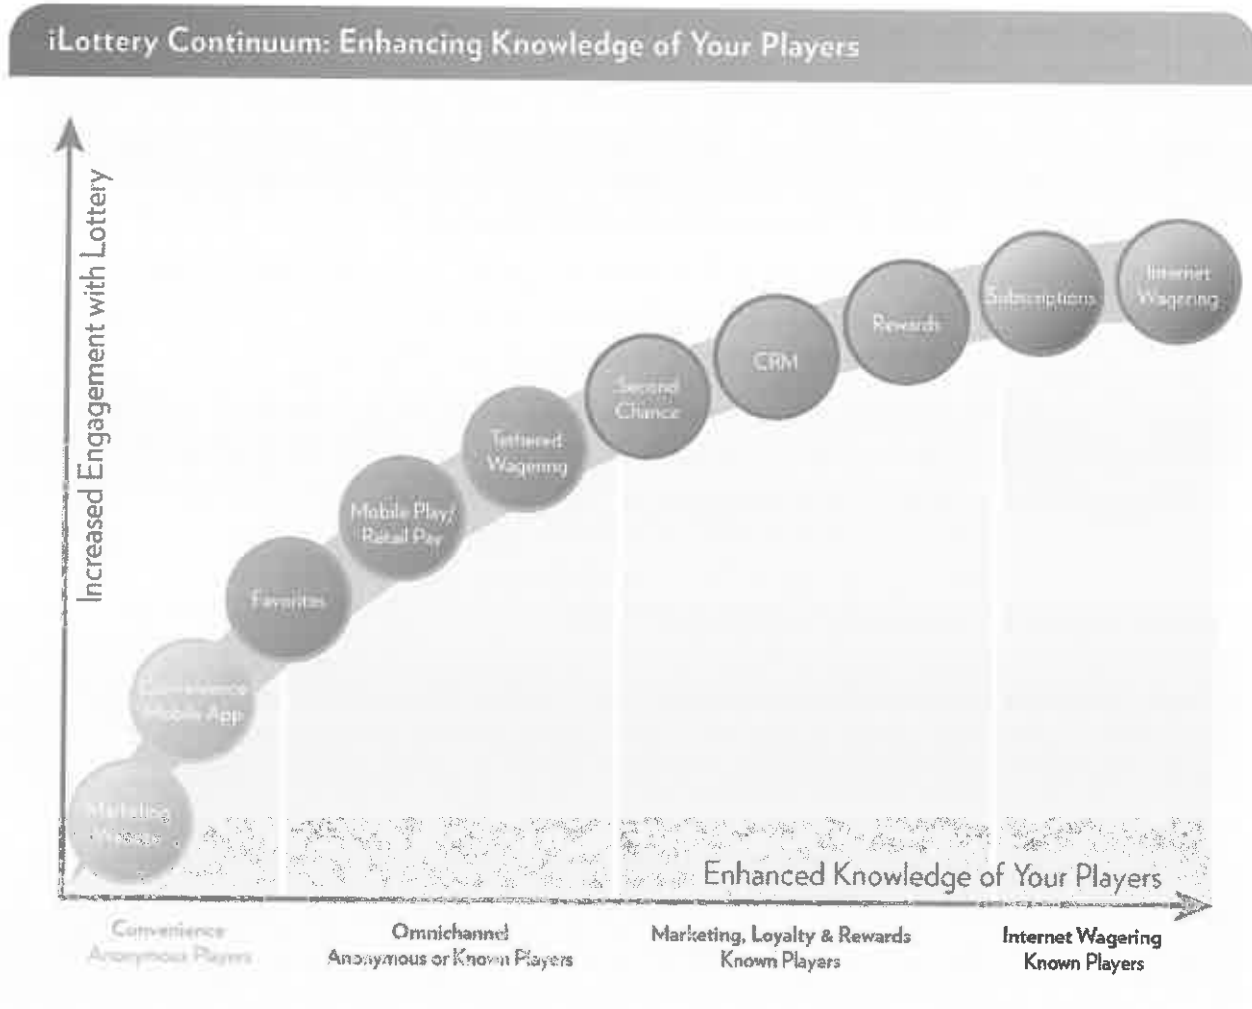 iLottery Continuum: Enhancing Knowledge of Your Players
Increased Engagement with Lottery
Internet
Wagering
Subscriptions
Rewards
CRM
Second
Chance
Tethered
Wagering
Mobile Play/
Retail Pay
Favorites
Convenience
Mobile App
Marketing
Enhanced Knowledge of Your Players
Convenience
Anonymous Players
Omnichannel
Anonymous or Known Players
Marketing, Loyalty & Rewards
Known Players
Internet Wagering
Known Players